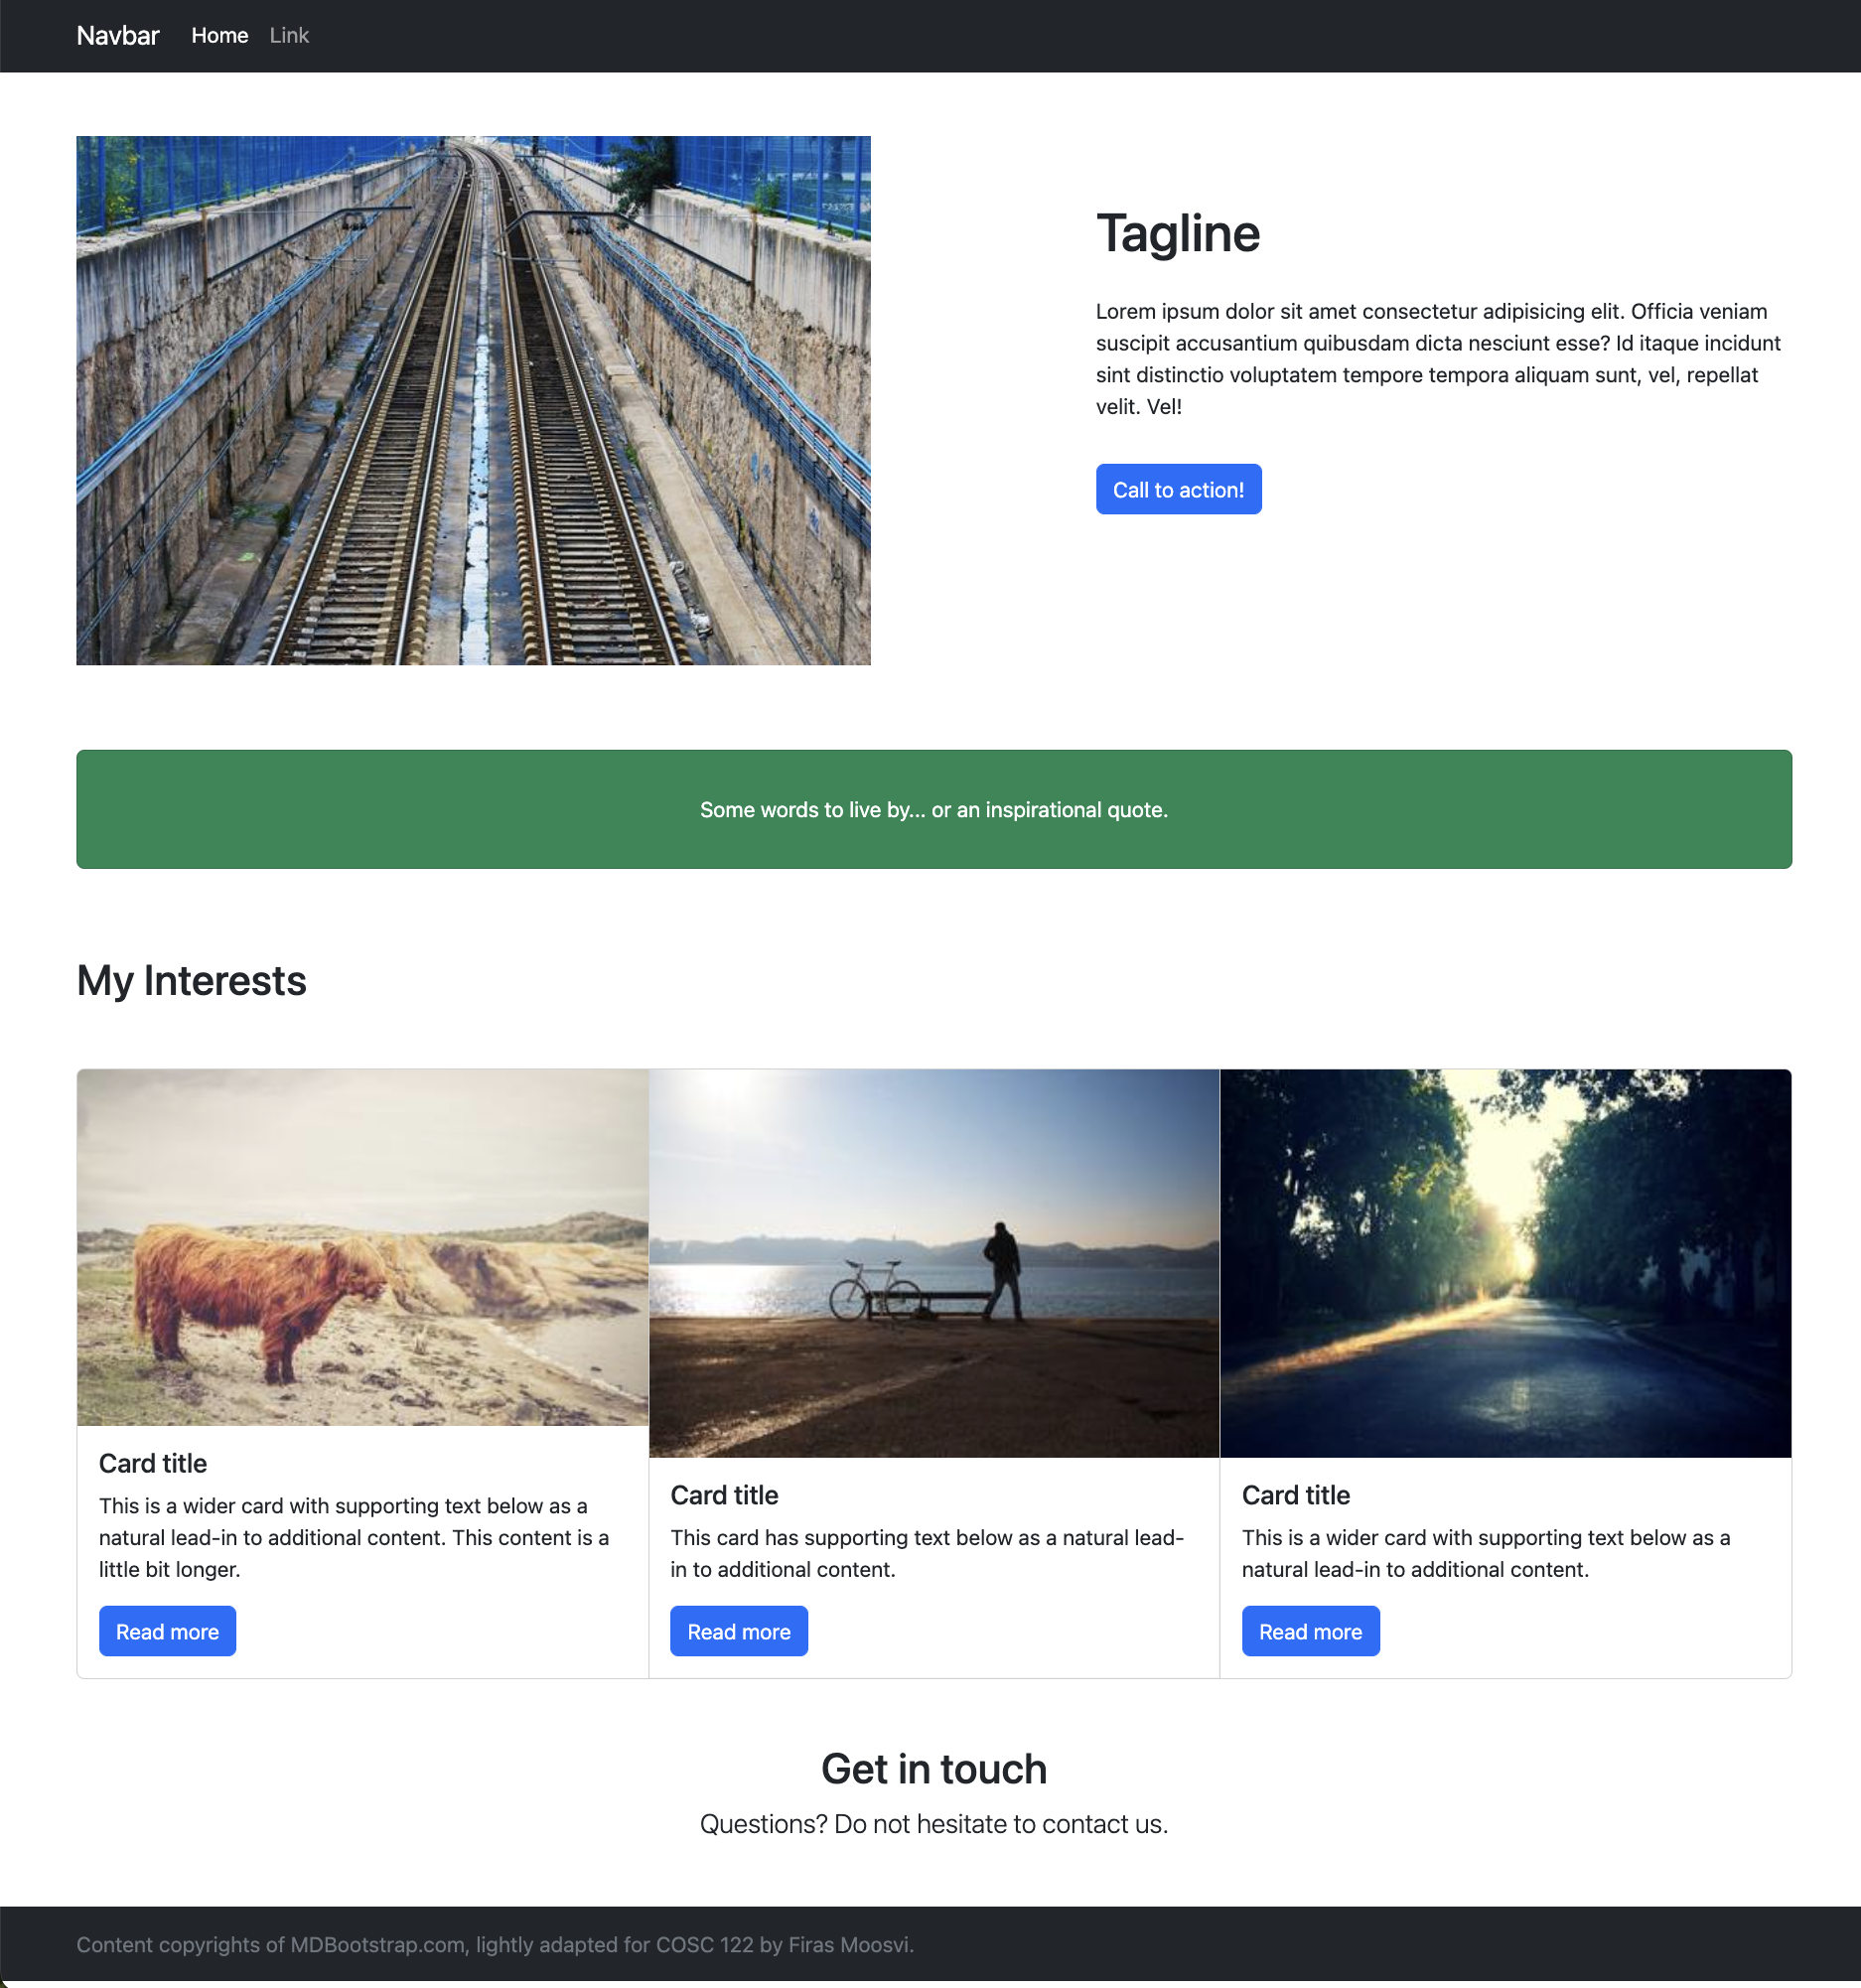 Navbar Home Link
Tagline
Lorem ipsum dolor sit amet consectetur adipisicing elit. Officia veniam
suscipit accusantium quibusdam dicta nesciunt esse? Id itaque incidunt
sint distinctio voluptatem tempore tempora aliquam sunt, vel, repellat
velit. Vel!
Call to action!
Some words to live by... or an inspirational quote.
My Interests
Card title
This is a wider card with supporting text below as a
natural lead-in to additional content. This content is a
little bit longer.
Read more
Card title
This card has supporting text below as a natural lead-
in to additional content.
Read more
Card title
This is a wider card with supporting text below as a
natural lead-in to additional content.
Read more
Get in touch
Questions? Do not hesitate to contact us.
Content copyrights of MDBootstrap.com, lightly adapted for COSC 122 by Firas Moosvi.